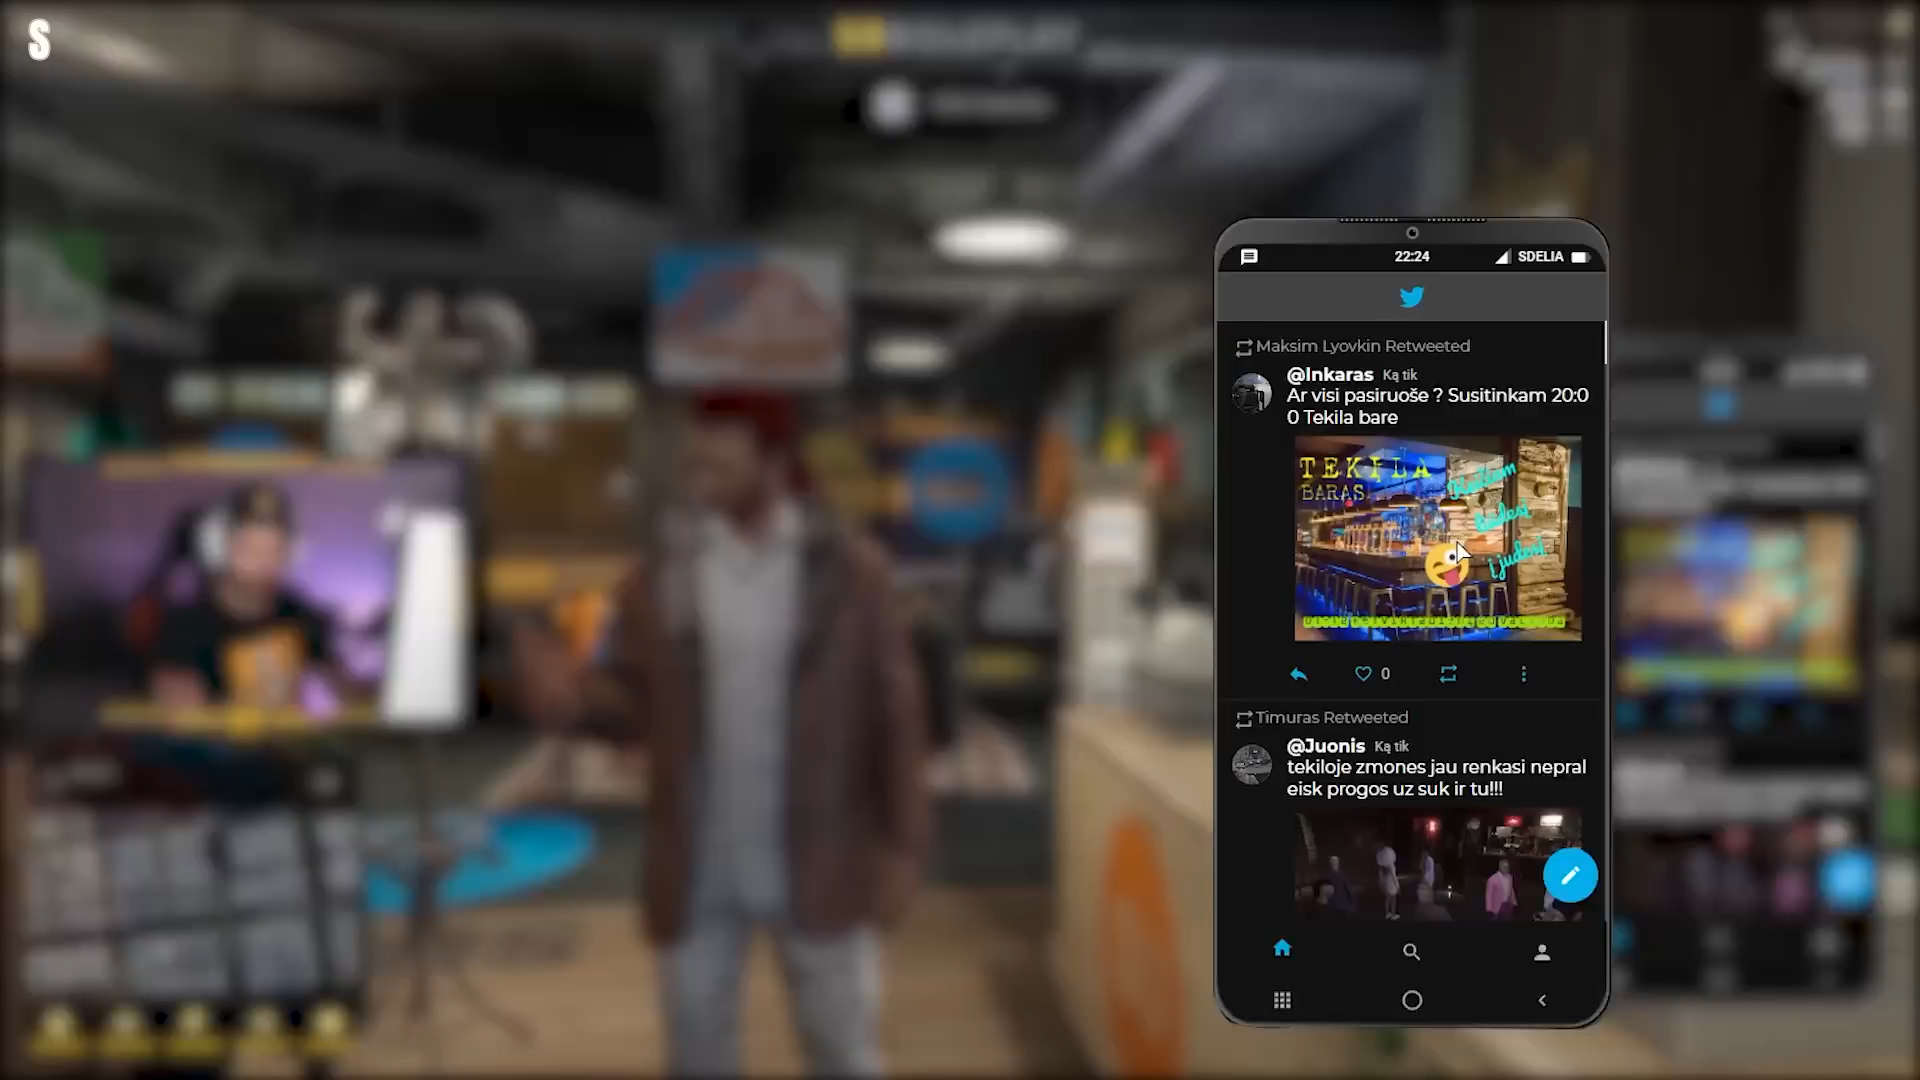 S
22:24
SDELIA
Maksim Lyovkin Retweeted
@Inkaras Ką tik
Ar visi pasiruoše ? Susitinkam 20:0
0 Tekila bare
TEKILA
BARAS
0
Timuras Retweeted
@Juonis Ką tik
tekiloje zmones jau renkasi nepral
eisk progos uz suk ir tu!!!